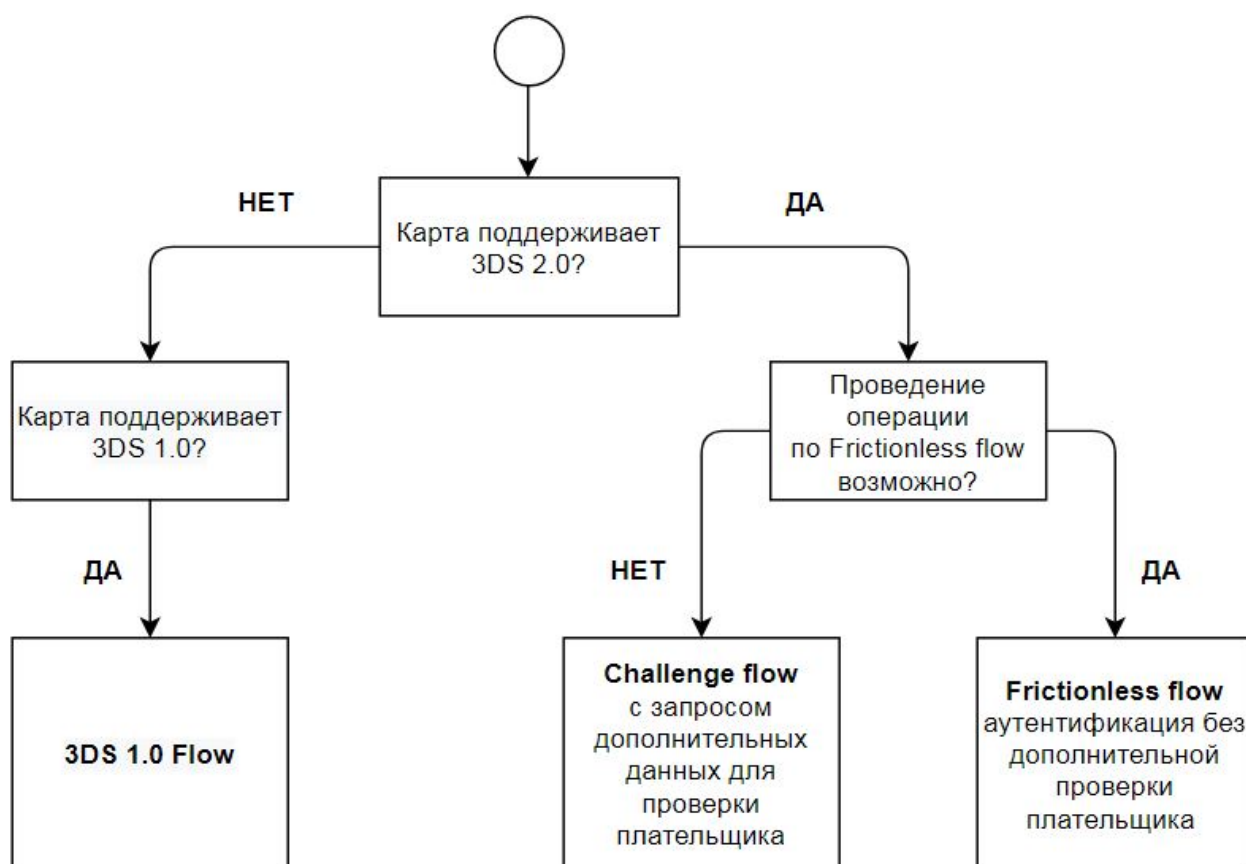 НЕТ
ДА
Карта поддерживает
3DS 2.0?
Карта поддерживает
3DS 1.0?
Проведение
операции
по Frictionless flow
возможно?
ДА
НЕТ
ДА
3DS 1.0 Flow
Challenge flow
с запросом
дополнительных
данных для
проверки
плательщика
Frictionless flow
аутентификация без
дополнительной
проверки
плательщика